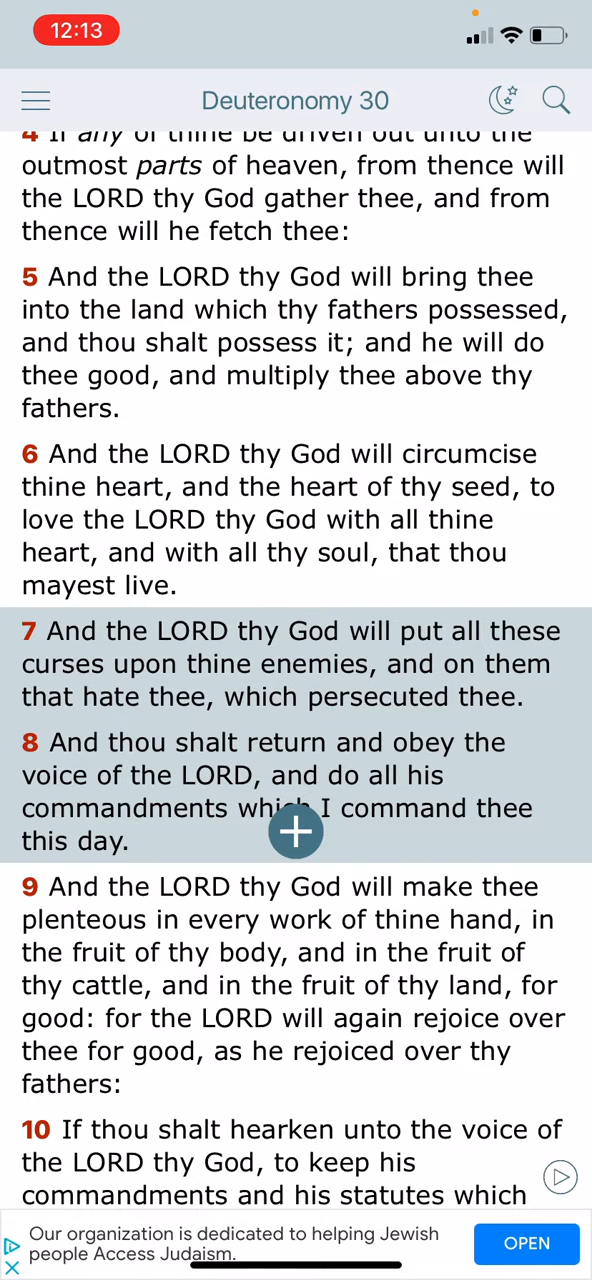 12:13
Deuteronomy 30
4 If any of thine be driven out unto the
outmost parts of heaven, from thence will
the LORD thy God gather thee, and from
thence will he fetch thee:
5 And the LORD thy God will bring thee
into the land which thy fathers possessed,
and thou shalt possess it; and he will do
thee good, and multiply thee above thy
fathers.
6 And the LORD thy God will circumcise
thine heart, and the heart of thy seed, to
love the LORD thy God with all thine
heart, and with all thy soul, that thou
mayest live.
7 And the LORD thy God will put all these
curses upon thine enemies, and on them
that hate thee, which persecuted thee.
8 And thou shalt return and obey the
voice of the LORD, and do all his
commandments which I command thee
this day.
9 And the LORD thy God will make thee
plenteous in every work of thine hand, in
the fruit of thy body, and in the fruit of
thy cattle, and in the fruit of thy land, for
good: for the LORD will again rejoice over
thee for good, as he rejoiced over thy
fathers:
10 If thou shalt hearken unto the voice of
the LORD thy God, to keep his
commandments and his statutes which
Our organization is dedicated to helping Jewish
people Access Judaism.
OPEN